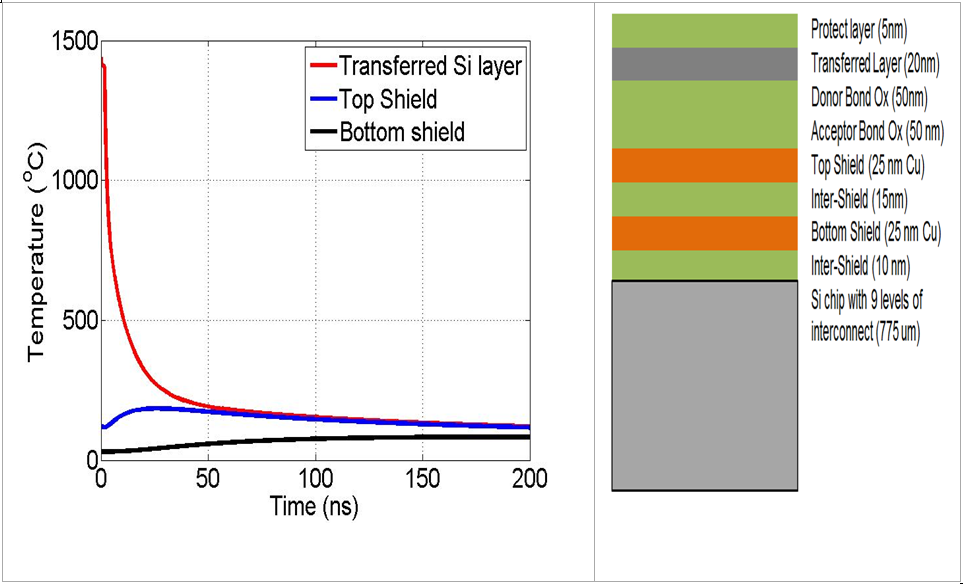 1500
1000
500
0
Temperature (°C)
0
50
100
150
200
Time (ns)
Transferred Si layer
Top Shield
Bottom shield
Protect layer (5nm)
Transferred Layer (20nm)
Donor Bond Ox (50nm)
Acceptor Bond Ox (50 nm)
Top Shield (25 nm Cu)
Inter-Shield (15nm)
Bottom Shield (25 nm Cu)
Inter-Shield (10 nm)
Si chip with 9 levels of
interconnect (775 um)